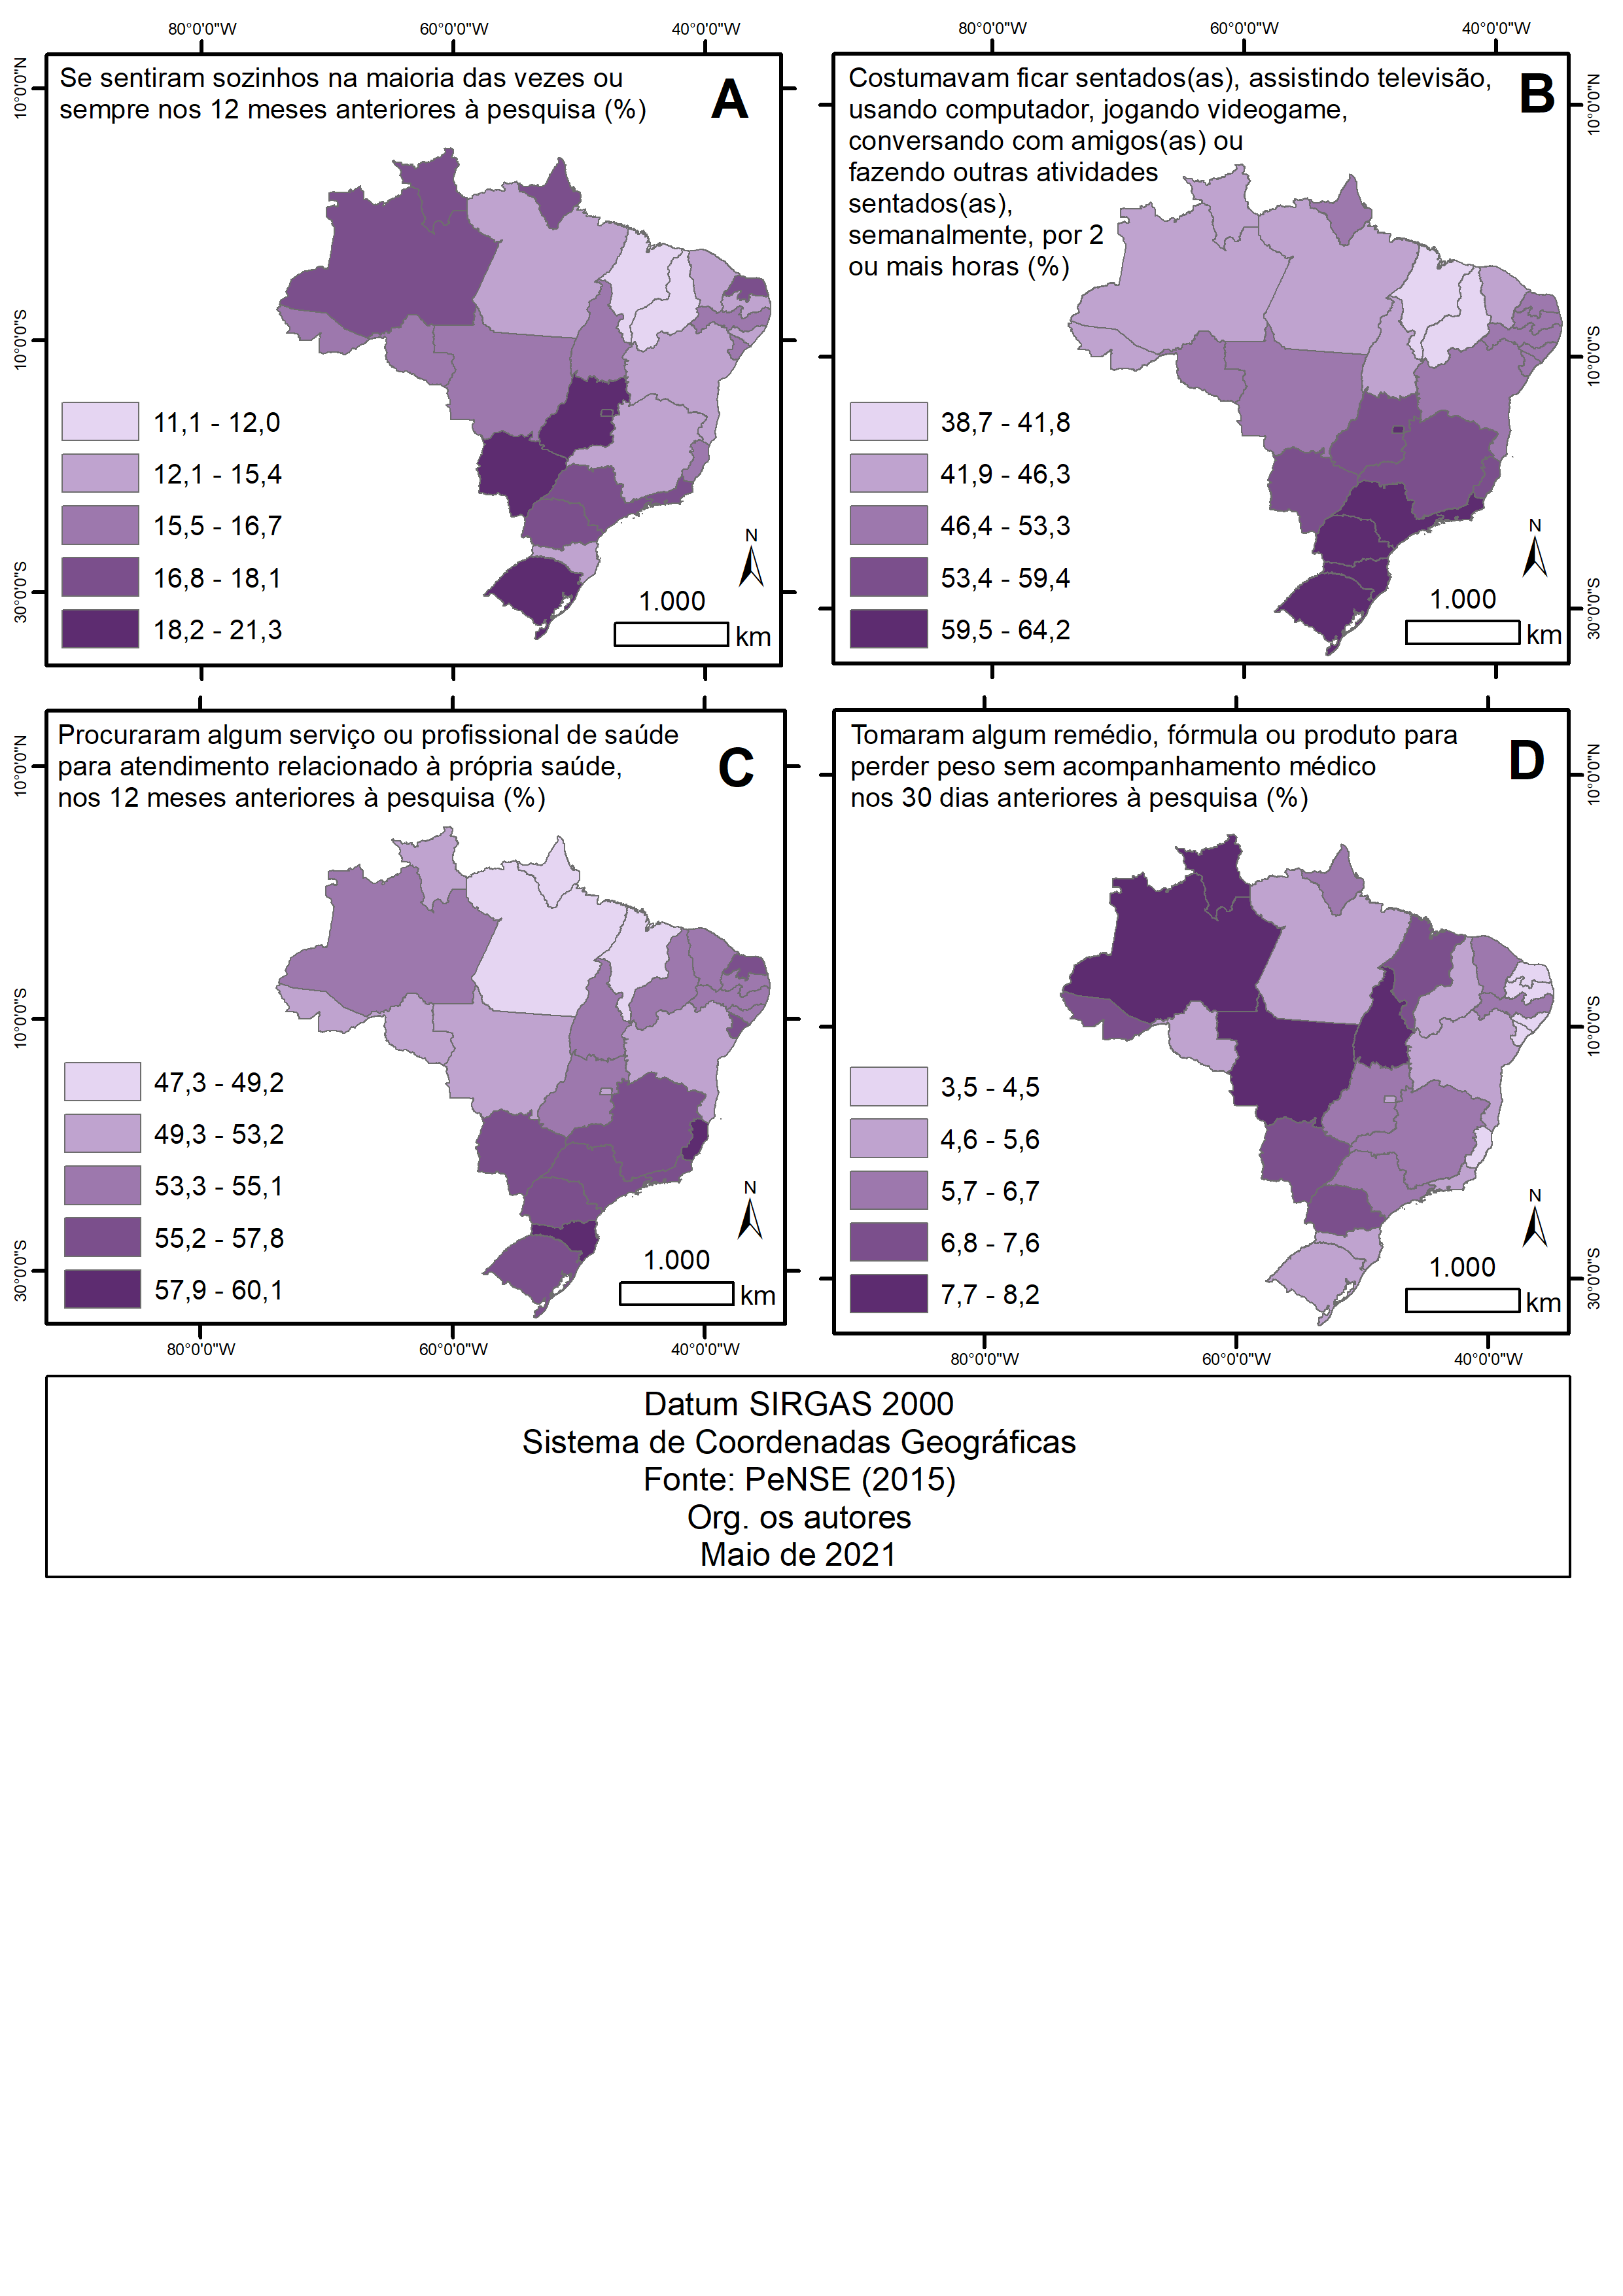 80°0'0"W 60°0'0"W 40°0'0"W
80°0'0"W 60°0'0"W 40°0'0"W
10°0'0"N
10°0'0"S
30°0'0"S
Se sentiram sozinhos na maioria das vezes ou
sempre nos 12 meses anteriores à pesquisa (%)
A
11,1 - 12,0
12,1 - 15,4
15,5 - 16,7
16,8 - 18,1
18,2 - 21,3
N
1.000
km
Costumavam ficar sentados(as), assistindo televisão,
usando computador, jogando videogame,
conversando com amigos(as) ou
fazendo outras atividades
sentados(as),
semanalmente, por 2
ou mais horas (%)
B
38,7 - 41,8
41,9 - 46,3
46,4 - 53,3
53,4 - 59,4
59,5 - 64,2
N
1.000
km
10°0'0"N
10°0'0"S
30°0'0"S
10°0'0"N
10°0'0"S
30°0'0"S
Procuraram algum serviço ou profissional de saúde
para atendimento relacionado à própria saúde,
nos 12 meses anteriores à pesquisa (%)
C
47,3 - 49,2
49,3 - 53,2
53,3 - 55,1
55,2 - 57,8
57,9 - 60,1
N
1.000
km
Tomaram algum remédio, fórmula ou produto para
perder peso sem acompanhamento médico
nos 30 dias anteriores à pesquisa (%)
D
3,5 - 4,5
4,6 - 5,6
5,7 - 6,7
6,8 - 7,6
7,7 - 8,2
N
1.000
km
10°0'0"N
10°0'0"S
30°0'0"S
80°0'0"W 60°0'0"W 40°0'0"W
80°0'0"W 60°0'0"W 40°0'0"W
Datum SIRGAS 2000
Sistema de Coordenadas Geográficas
Fonte: PeNSE (2015)
Org. os autores
Maio de 2021